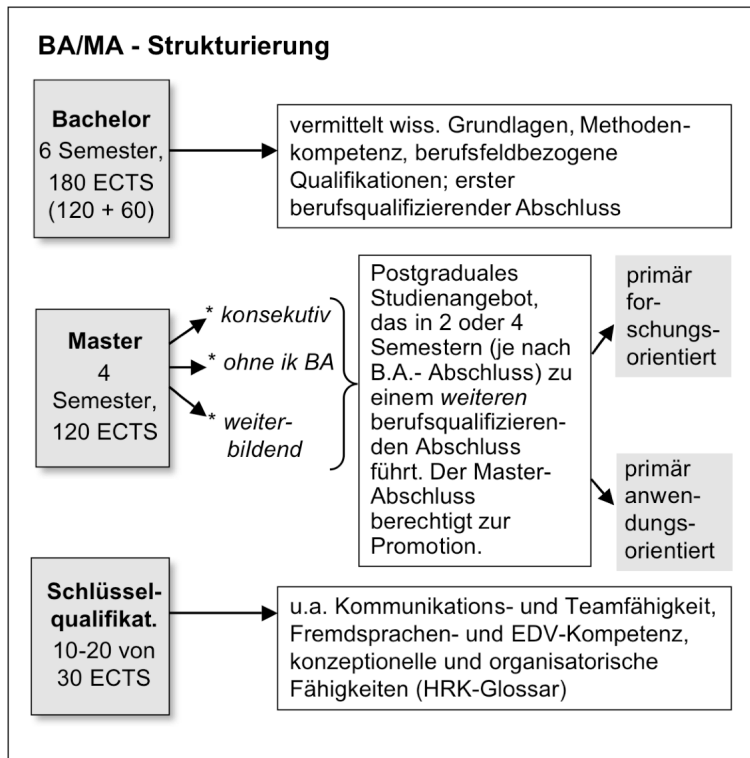 BA/MA - Strukturierung
Bachelor
6 Semester,
180 ECTS
(120 + 60)
vermittelt wiss. Grundlagen, Methoden-
kompetenz, berufsfeldbezogene
Qualifikationen; erster
berufsqualifizierender Abschluss
Master
4
Semester,
120 ECTS
* konsekutiv
* ohne ik BA
* weiter-
bildend
Postgraduales
Studienangebot,
das in 2 oder 4
Semestern (je nach
B.A.- Abschluss) zu
einem weiteren
berufsqualifizieren-
den Abschluss
führt. Der Master-
Abschluss
berechtigt zur
Promotion.
primär
for-
schungs-
orientiert
primär
anwen-
dungs-
orientiert
Schlüssel-
qualifikat.
10-20 von
30 ECTS
u.a. Kommunikations- und Teamfähigkeit,
Fremdsprachen- und EDV-Kompetenz,
konzeptionelle und organisatorische
Fähigkeiten (HRK-Glossar)